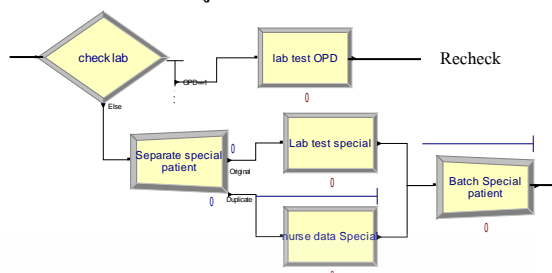 check lab
OPD==1
Else
lab test OPD
0
Recheck
Separate special
patient
0
Original
0
Duplicate
Lab test special
0
nurse data Special
Batch Special
patient
0